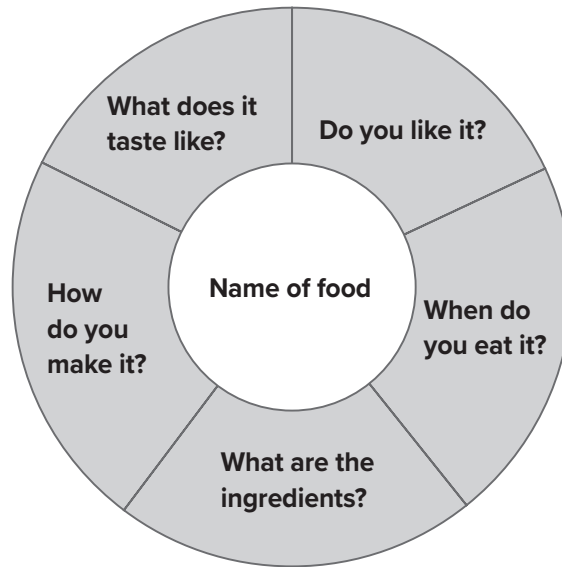 What does it
taste like?
Do you like it?
Name of food
How
do you
make it?
When do
you eat it?
What are the
ingredients?